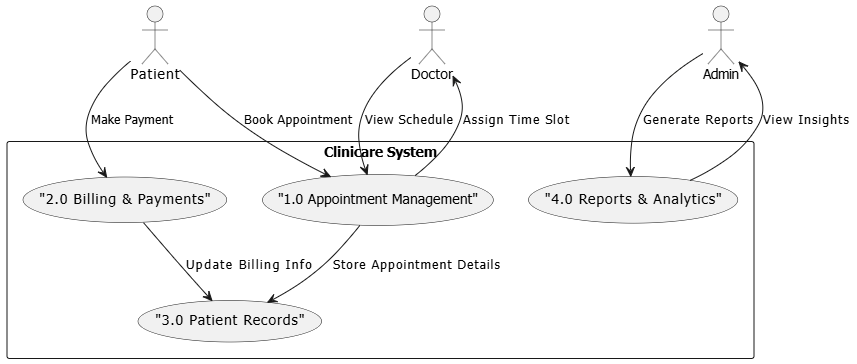 Patient
Doctor
Admin
Make Payment
Book Appointment
View Schedule
Assign Time Slot
Generate Reports
View Insights
Clinicare System
"2.0 Billing & Payments"
"1.0 Appointment Management"
"4.0 Reports & Analytics"
Update Billing Info
Store Appointment Details
"3.0 Patient Records"